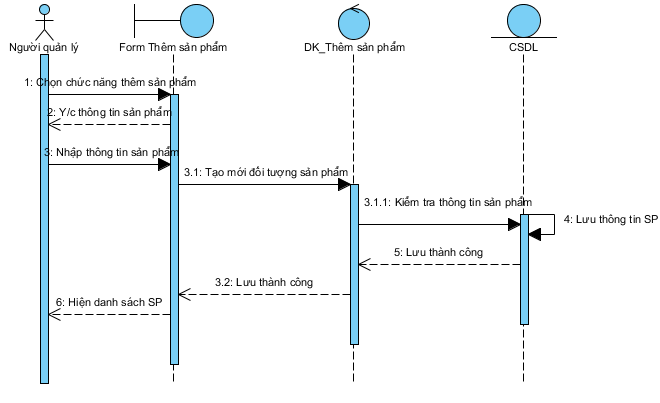 Người quản lý
Form Thêm sản phẩm
DK_Thêm sản phẩm
CSDL
1: Chọn chức năng thêm sản phẩm
2: Y/c thông tin sản phẩm
3: Nhập thông tin sản phẩm
3.1: Tạo mới đối tượng sản phẩm
3.1.1: Kiểm tra thông tin sản phẩm
4: Lưu thông tin SP
5: Lưu thành công
3.2: Lưu thành công
6: Hiện danh sách SP